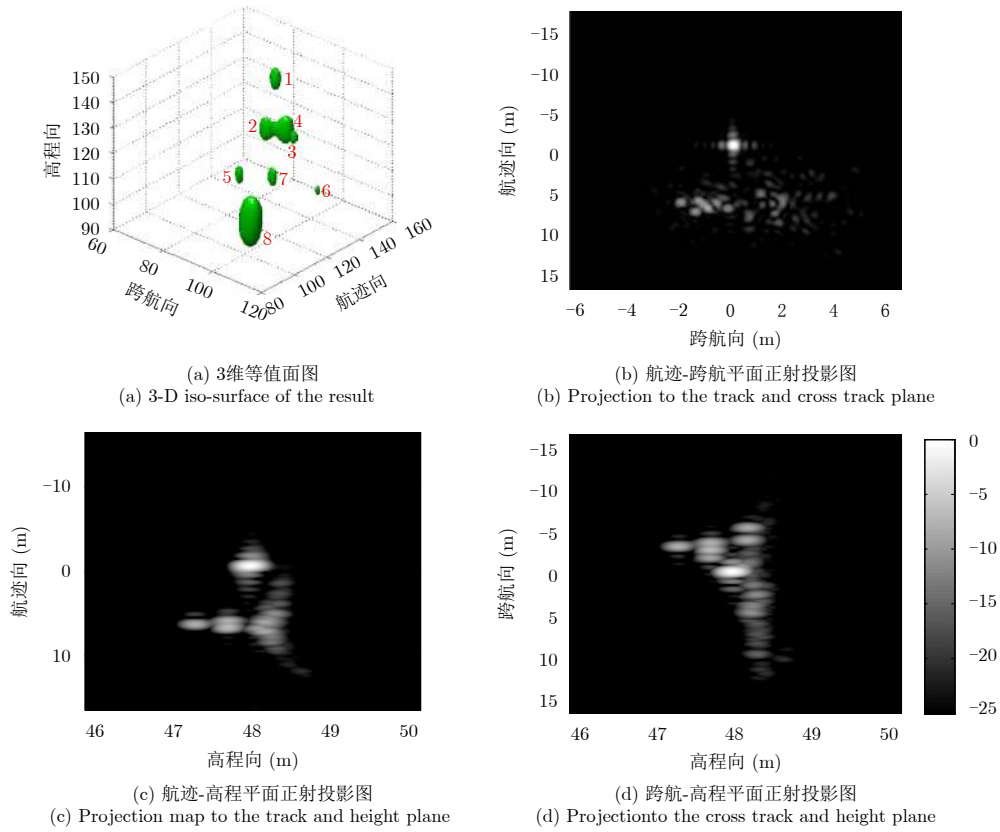 150
140
130
120
110
100
90
高程向
60
80
100
120
跨航向
80
100
120
140
160
航迹向
1
2
4
3
5
7
6
8
(a) 3维等值面图
(a) 3-D iso-surface of the result
−15
−10
−5
0
5
10
15
航迹向 (m)
−6 −4 −2 0 2 4 6
跨航向 (m)
(b) 航迹-跨航平面正射投影图
(b) Projection to the track and cross track plane
−10
0
10
航迹向 (m)
46 47 48 49 50
高程向 (m)
(c) 航迹-高程平面正射投影图
(c) Projection map to the track and height plane
−15
−10
−5
0
5
10
15
跨航向 (m)
46 47 48 49 50
高程向 (m)
0
−5
−10
−15
−20
−25
(d) 跨航-高程平面正射投影图
(d) Projectionto the cross track and height plane